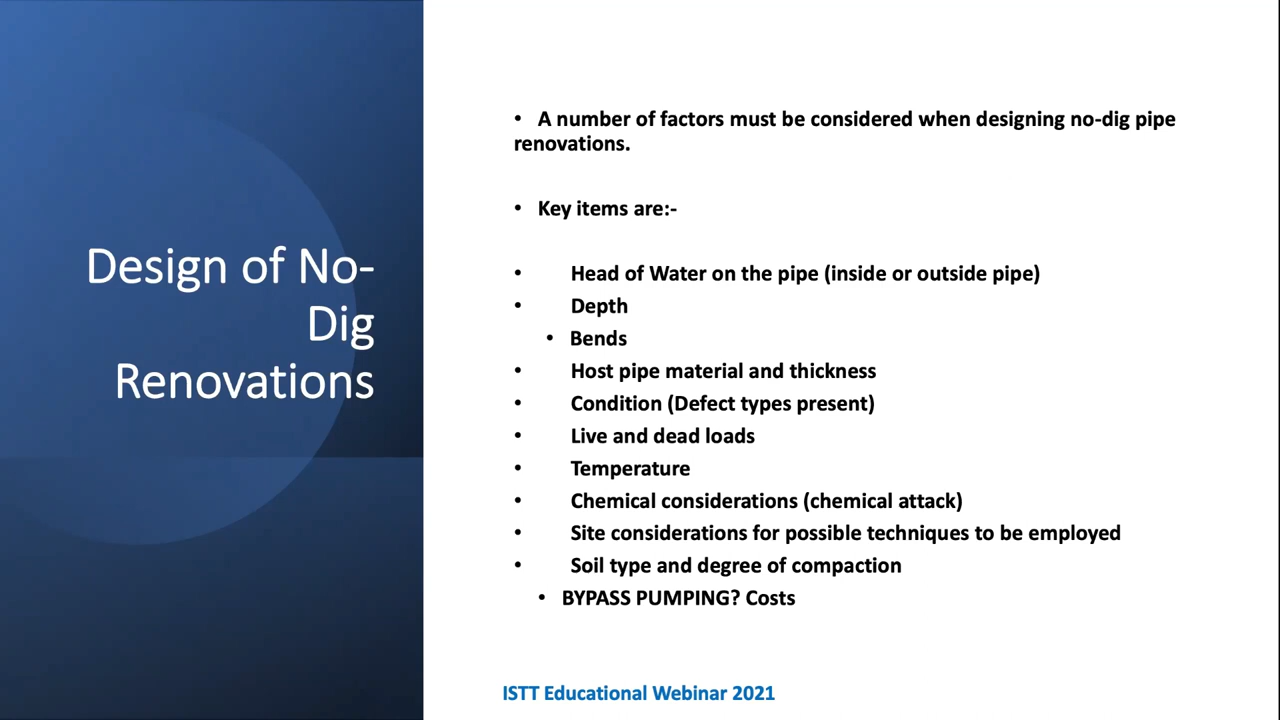 Design of No-
Dig
Renovations
• A number of factors must be considered when designing no-dig pipe
renovations.
• Key items are:-
• Head of Water on the pipe (inside or outside pipe)
• Depth
• Bends
• Host pipe material and thickness
• Condition (Defect types present)
• Live and dead loads
• Temperature
• Chemical considerations (chemical attack)
• Site considerations for possible techniques to be employed
• Soil type and degree of compaction
• BYPASS PUMPING? Costs
ISTT Educational Webinar 2021